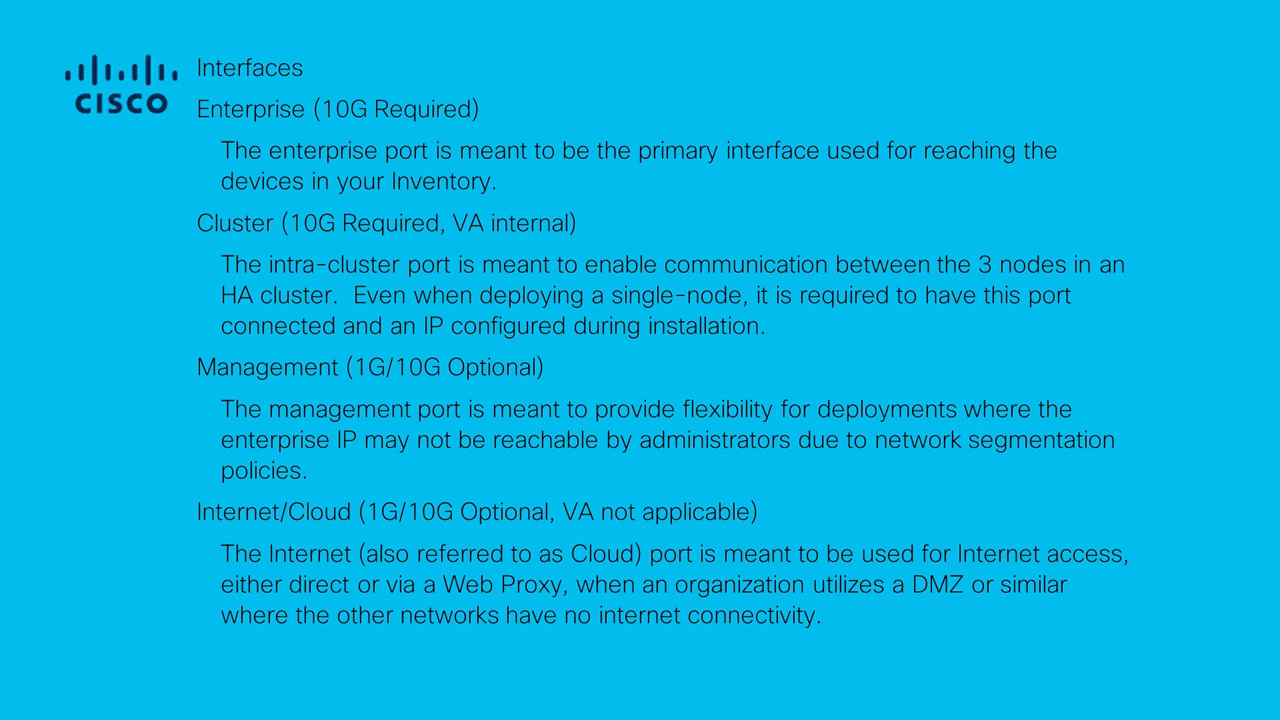 CISCO
Interfaces
Enterprise (10G Required)
The enterprise port is meant to be the primary interface used for reaching the
devices in your Inventory.
Cluster (10G Required, VA internal)
The intra-cluster port is meant to enable communication between the 3 nodes in an
HA cluster.  Even when deploying a single-node, it is required to have this port
connected and an IP configured during installation.
Management (1G/10G Optional)
The management port is meant to provide flexibility for deployments where the
enterprise IP may not be reachable by administrators due to network segmentation
policies.
Internet/Cloud (1G/10G Optional, VA not applicable)
The Internet (also referred to as Cloud) port is meant to be used for Internet access,
either direct or via a Web Proxy, when an organization utilizes a DMZ or similar
where the other networks have no internet connectivity.